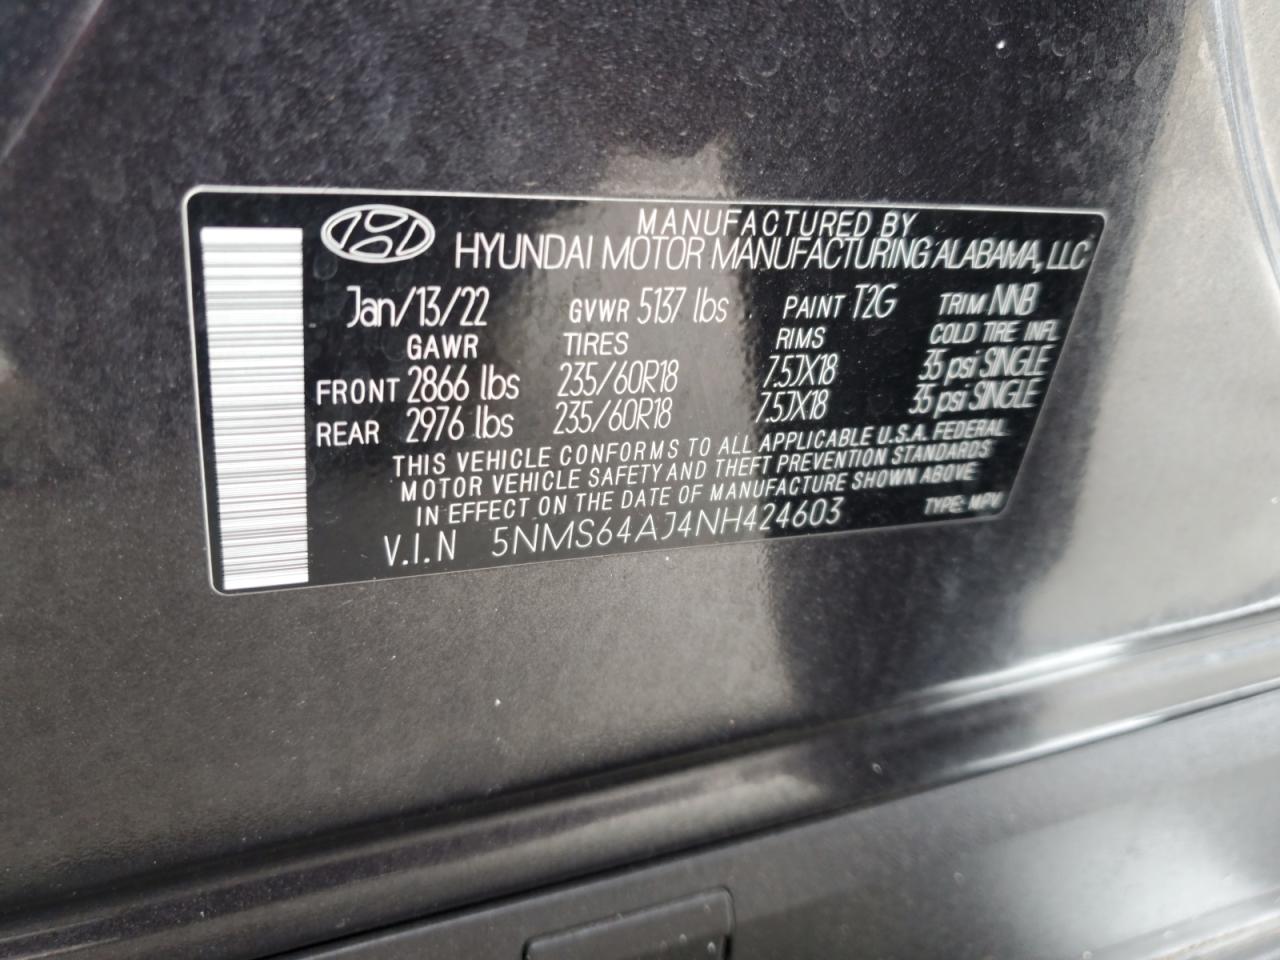 MANUFACTURED BY
HYUNDAI MOTOR MANUFACTURING ALABAMA, LLC
Jan/13/22 GVWR 5137 lbs PAINT T2G TRIM NNB
GAWR TIRES RIMS COLD TIRE INFL
FRONT 2866 lbs 235/60R18 7.5JX18 35 psi SINGLE
REAR 2976 lbs 235/60R18 7.5JX18 35 psi SINGLE
THIS VEHICLE CONFORMS TO ALL APPLICABLE U.S.A. FEDERAL
MOTOR VEHICLE SAFETY AND THEFT PREVENTION STANDARDS
IN EFFECT ON THE DATE OF MANUFACTURE SHOWN ABOVE
V.I.N 5NMS64AJ4NH424603 TYPE: MPV